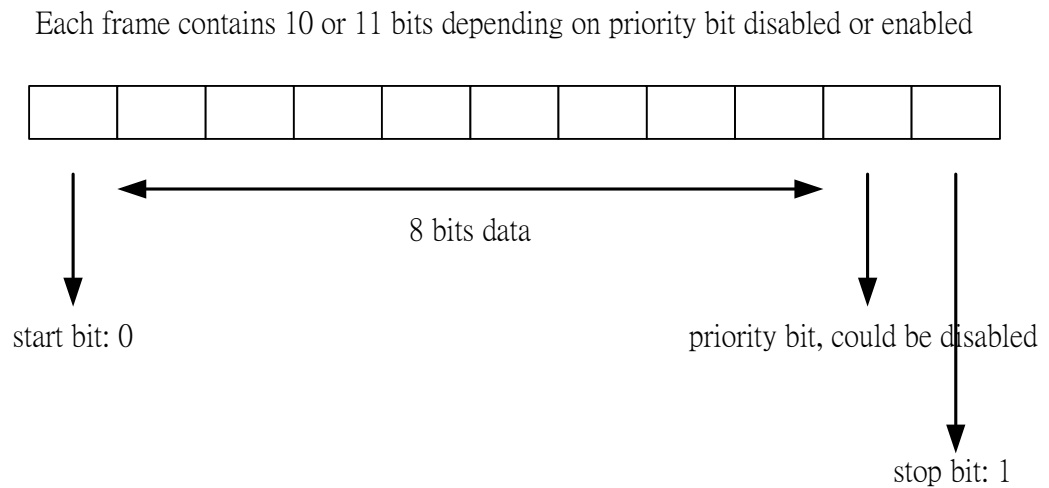 Each frame contains 10 or 11 bits depending on priority bit disabled or enabled
8 bits data
start bit: 0
priority bit, could be disabled
stop bit: 1